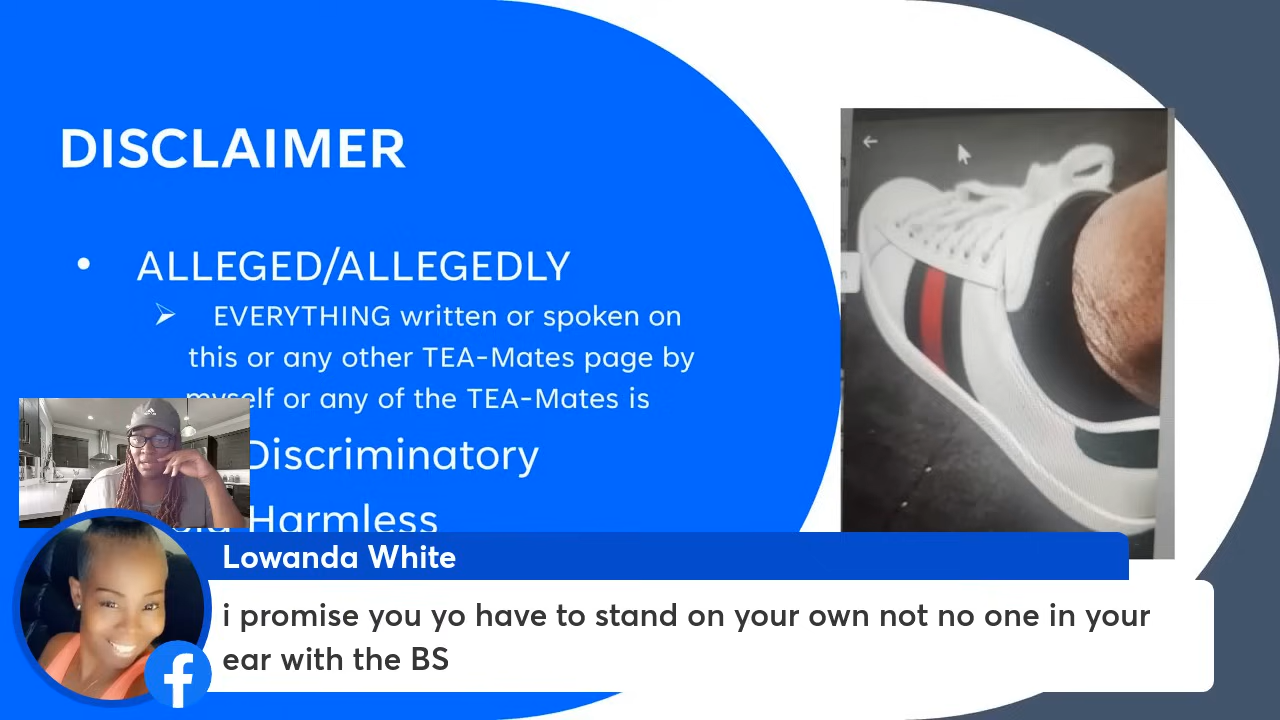 DISCLAIMER
• ALLEGED/ALLEGEDLY
➢ EVERYTHING written or spoken on
this or any other TEA-Mates page by
myself or any of the TEA-Mates is
Discriminatory
Harmless
Lowanda White
i promise you yo have to stand on your own not no one in your
ear with the BS